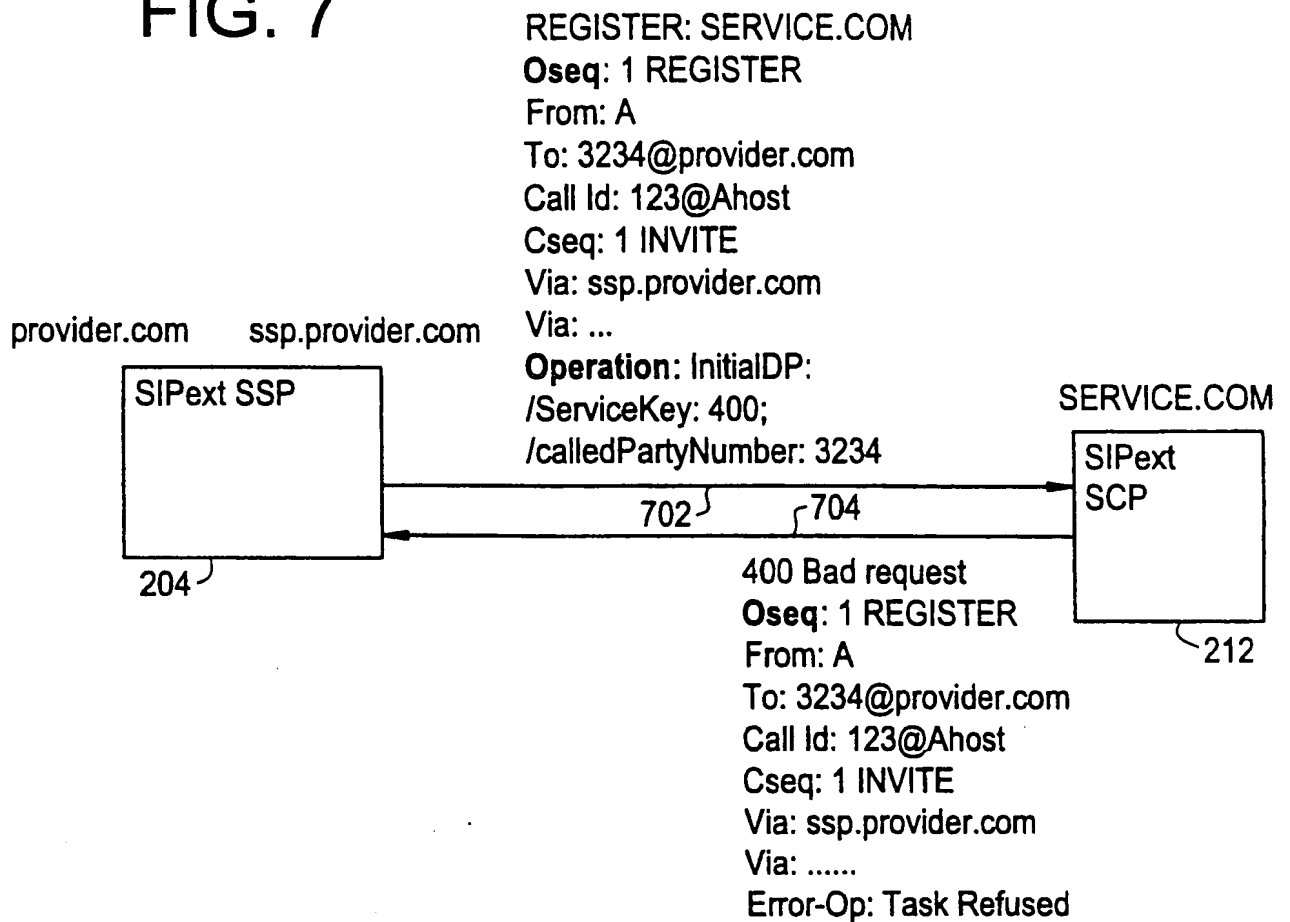 FIG. 7
REGISTER: SERVICE.COM
Oseq: 1 REGISTER
From: A
To: 3234@provider.com
Call Id: 123@Ahost
Cseq: 1 INVITE
Via: ssp.provider.com
Via: ...
Operation: InitialDP:
/ServiceKey: 400;
/calledPartyNumber: 3234
provider.com ssp.provider.com
SIPext SSP
204
SERVICE.COM
SIPext
SCP
212
702
704
400 Bad request
Oseq: 1 REGISTER
From: A
To: 3234@provider.com
Call Id: 123@Ahost
Cseq: 1 INVITE
Via: ssp.provider.com
Via: ......
Error-Op: Task Refused